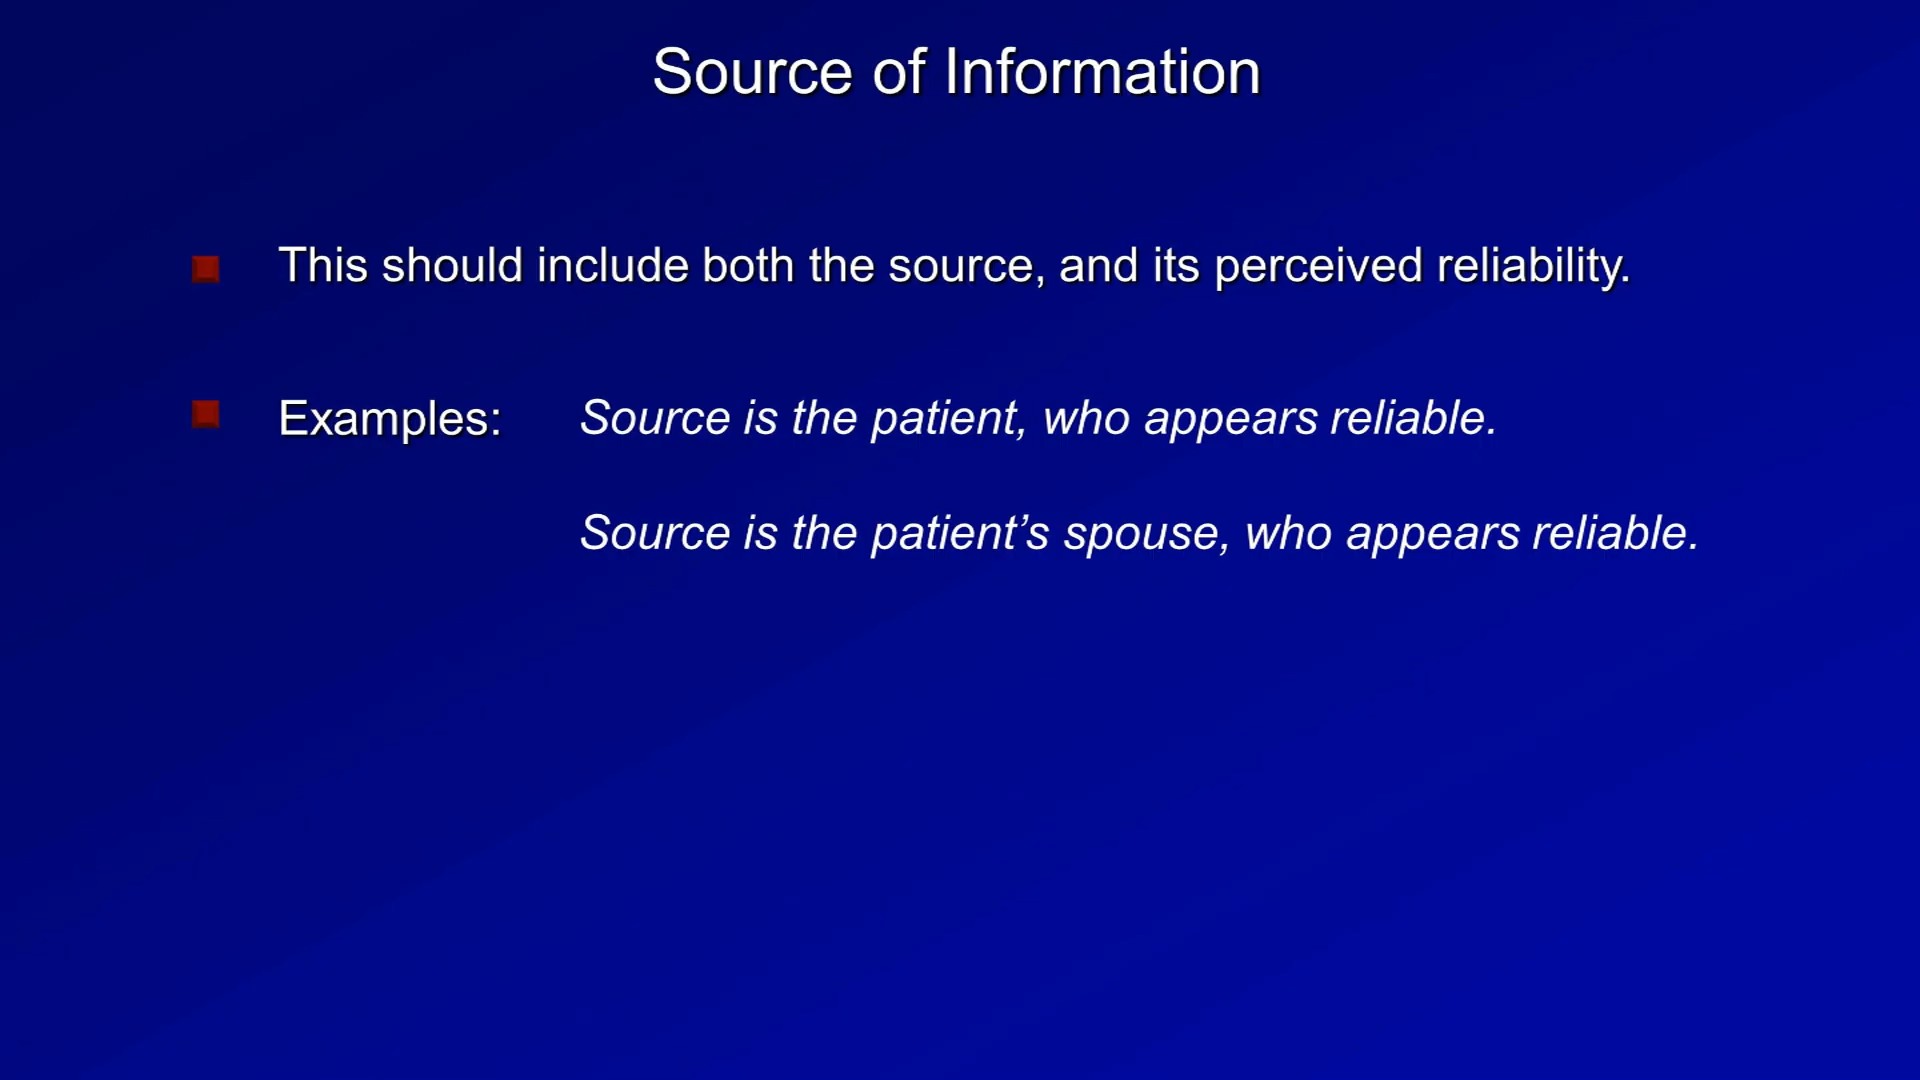 Source of Information
This should include both the source, and its perceived reliability.
Examples: Source is the patient, who appears reliable.
Source is the patient’s spouse, who appears reliable.